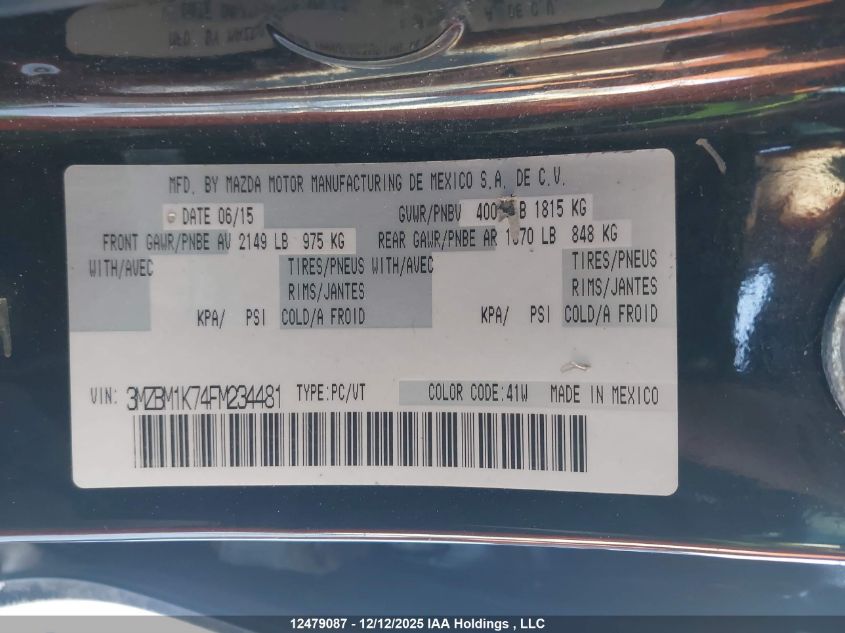 MFD. BY MAZDA MOTOR MANUFACTURING DE MEXICO S.A. DE C.V.
DATE 06/15 GVWR/PNBV 1815 KG
FRONT GAWR/PNBE AV 2149 LB 975 KG REAR GAWR/PNBE AR LB 848 KG
WITH/AVEC TIRES/PNEUS WITH/AVEC TIRES/PNEUS
RIMS/JANTES RIMS/JANTES
KPA/ PSI COLD/A FROID KPA/ PSI COLD/A FROID
VIN: 3MZBM1K74FM234481 TYPE:PC/VT COLOR CODE:41W MADE IN MEXICO
12479087 - 12/12/2025 IAA Holdings , LLC